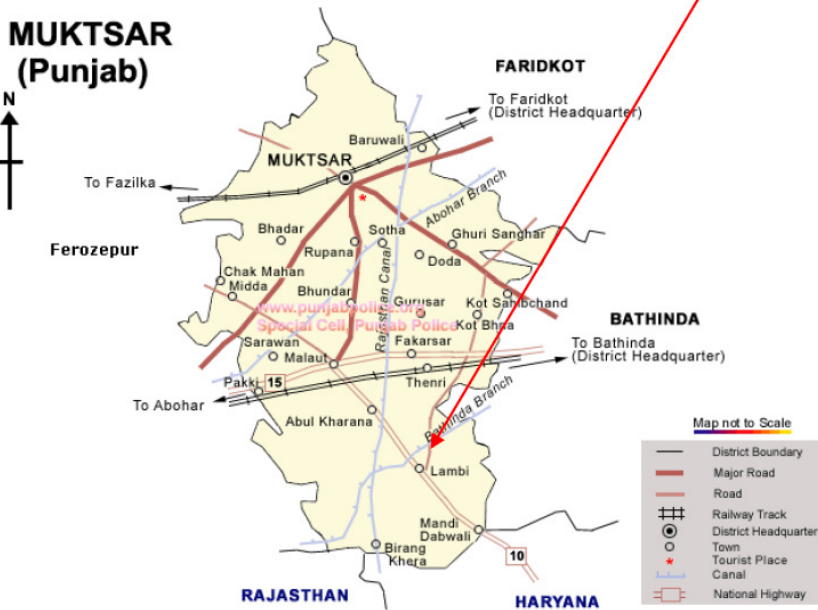 MUKTSAR
(Punjab)
N
FARIDKOT
To Faridkot
(District Headquarter)
Baruwali
MUKTSAR
To Fazilka
Abohar Branch
Bhadar
Sotha
Ghuri Sanghar
Ferozepur
Rupana
Doda
Rajasthan Canal
Chak Mahan
Midda
Bhundar
Gurusar
Kot Sahibchand
www.punjabpolice.org
Special Cell, Punjab Police
Kot Bhna
BATHINDA
Sarawan
Fakarsar
To Bathinda
(District Headquarter)
Malaut
Pakki
15
Thenri
To Abohar
Bathinda Branch
Abul Kharana
Map not to Scale
District Boundary
Lambi
Major Road
Road
Railway Track
Mandi
Dabwali
District Headquarter
Town
Birang
Khera
10
Tourist Place
Canal
National Highway
RAJASTHAN
HARYANA